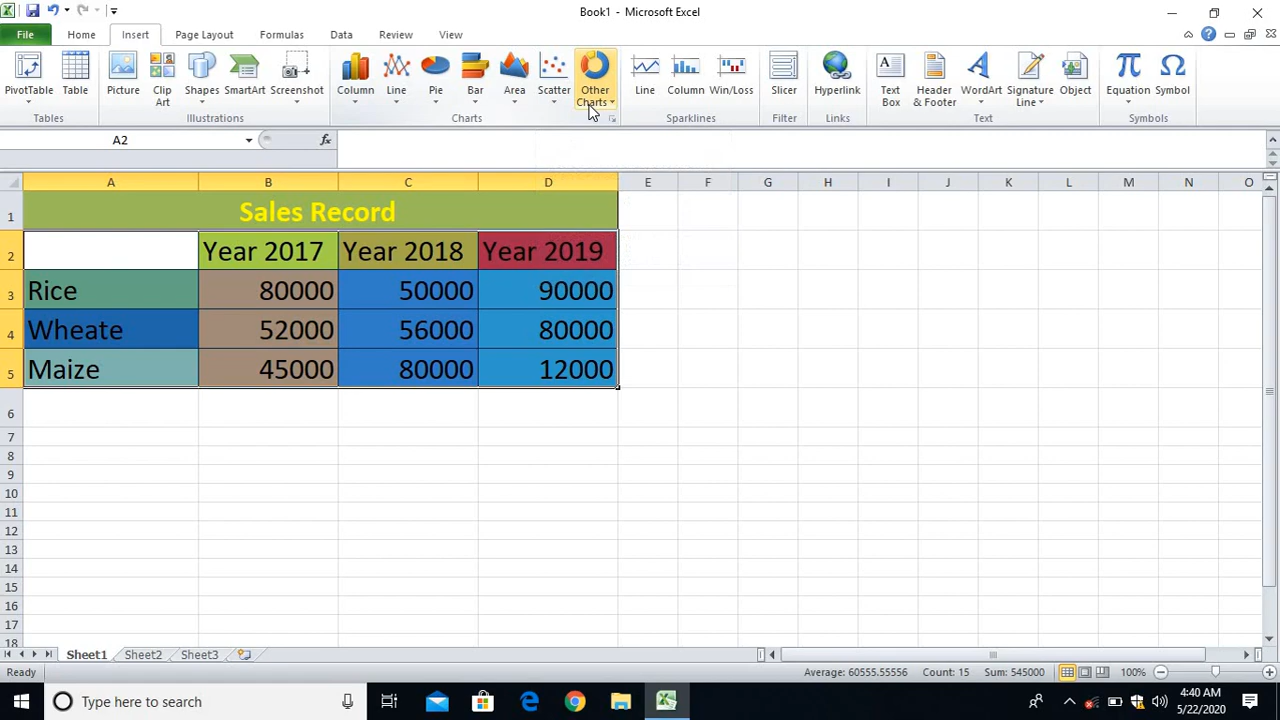 Book1 - Microsoft Excel
File Home Insert Page Layout Formulas Data Review View
PivotTable Table Picture Clip Art Shapes SmartArt Screenshot Column Line Pie Bar Area Scatter Other Charts Line Column Win/Loss Slicer Hyperlink Text Box Header & Footer WordArt Signature Line Object Equation Symbol
Tables Illustrations Charts Sparklines Filter Links Text Symbols
A2 fx
A B C D E F G H I J K L M N O
1 Sales Record
2 Year 2017 Year 2018 Year 2019
3 Rice 80000 50000 90000
4 Wheate 52000 56000 80000
5 Maize 45000 80000 12000
6
7
8
9
10
11
12
13
14
15
16
17
18
Sheet1 Sheet2 Sheet3
Ready Average: 60555.55556 Count: 15 Sum: 545000 100%
Type here to search 4:40 AM
5/22/2020